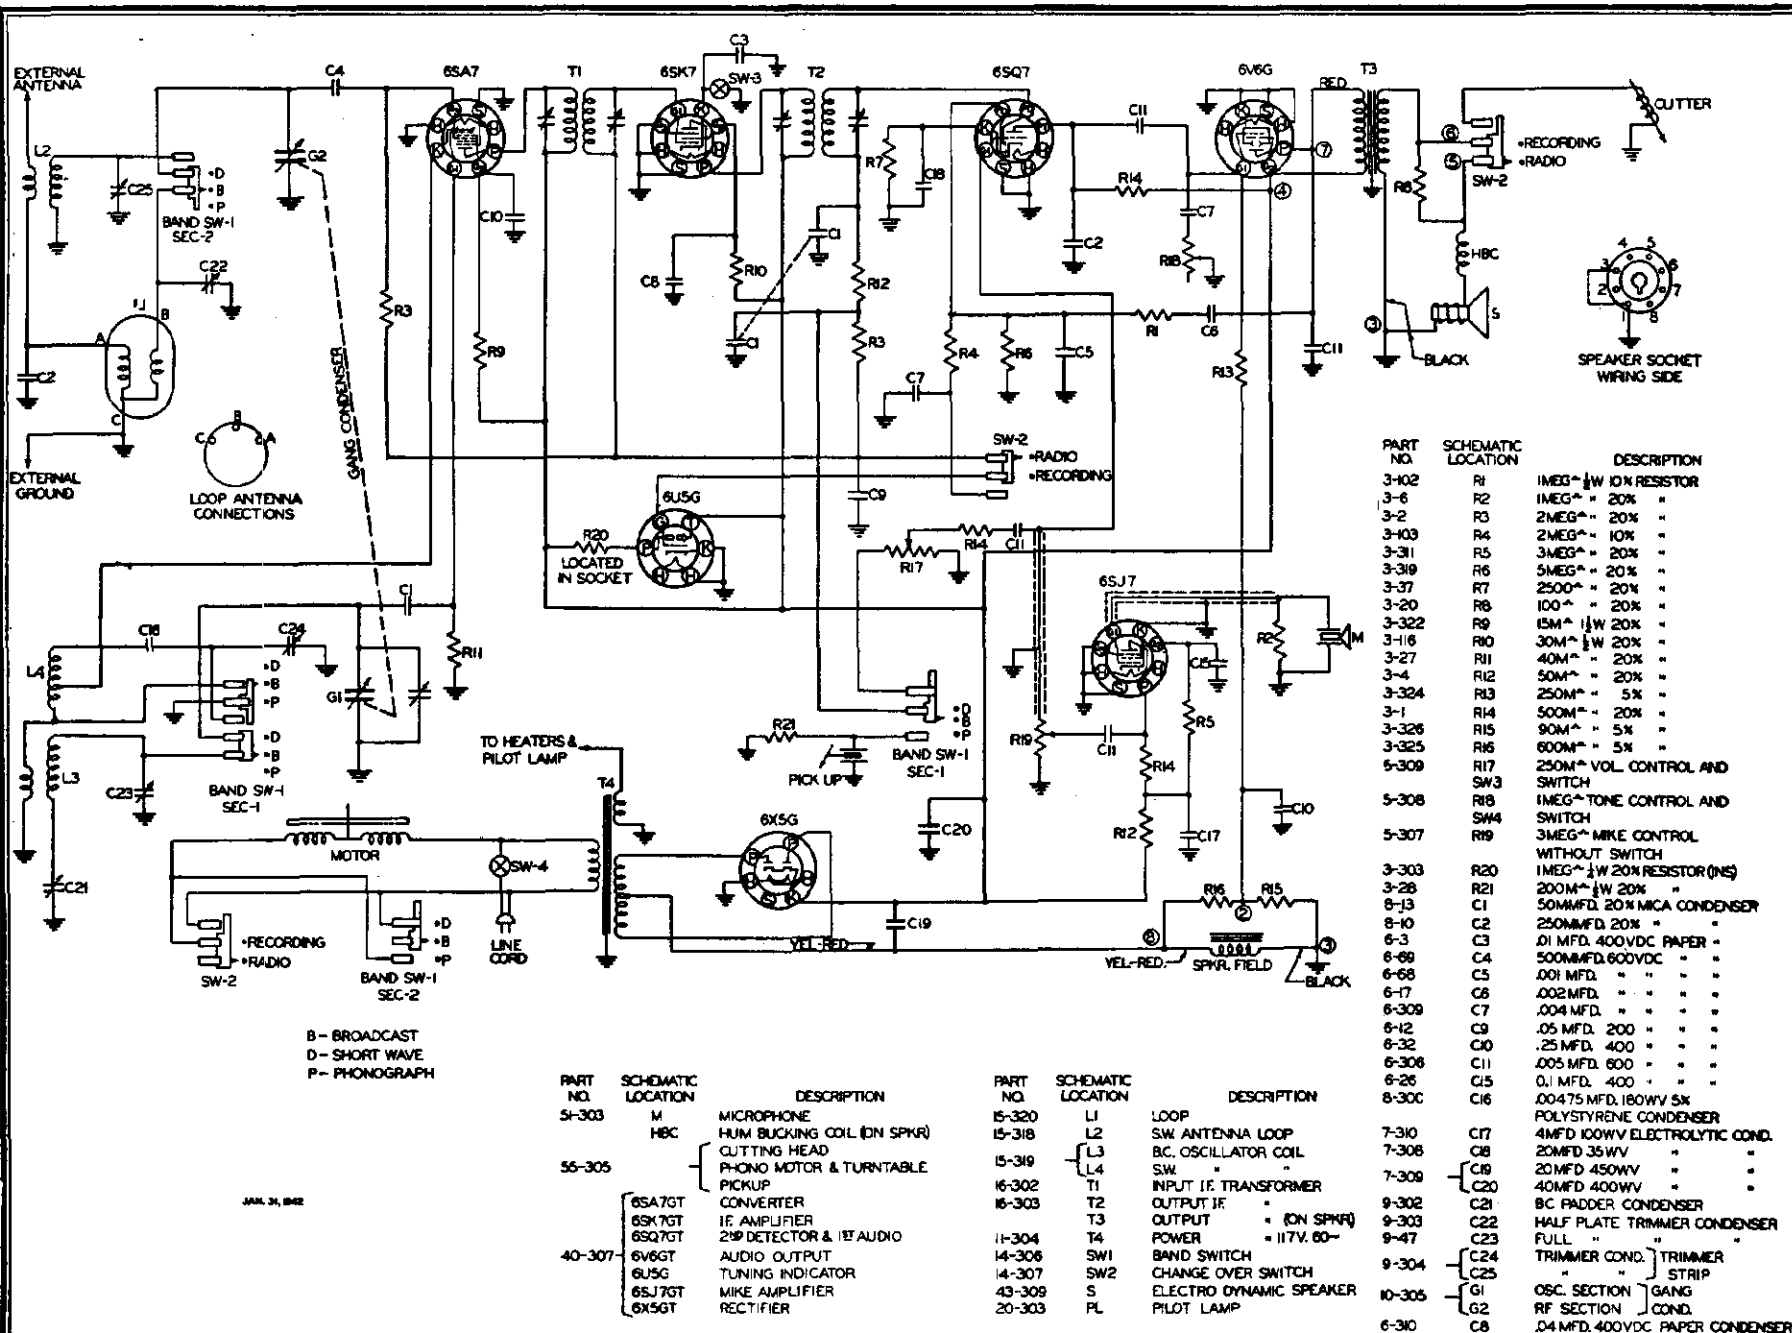 EXTERNAL
ANTENNA
C4
6SA7
T1
6SK7
C3
SW-3
T2
6SQ7
C11
6V6G
RED
T3
CUTTER
L2
C25
•D
•B
•P
BAND SW-1
SEC-2
G2
C10
C1
R7
C18
R14
C7
④
⑦
⑥
⑤
•RECORDING
•RADIO
SW-2
R8
HBC
S
C22
L1
A
B
C
C2
R3
R9
C8
R10
C1
R12
R3
C2
R18
R1
C6
R4
R6
C5
C7
R13
C11
③
BLACK
4 5
3 6
2 7
1 8
SPEAKER SOCKET
WIRING SIDE
EXTERNAL
GROUND
B
C A
LOOP ANTENNA
CONNECTIONS
GANG CONDENSER
SW-2
•RADIO
•RECORDING
6U5G
R20
LOCATED
IN SOCKET
C9
R14
C11
R17
6SJ7
R2
M
C15
C1
C16
C24
R11
L4
•D
•B
•P
G1
•D
•B
•P
BAND SW-1
SEC-1
L3
C23
C21
TO HEATERS &
PILOT LAMP
R21
PICK UP
•D
•B
•P
BAND SW-1
SEC-1
R19
C11
R5
R14
R12
C17
C10
C20
T4
6X5G
MOTOR
SW-4
LINE
CORD
•RECORDING
•RADIO
SW-2
•D
•B
•P
BAND SW-1
SEC-2
YEL-RED
C19
R16
R15
②
⑧
③
YEL-RED
SPKR. FIELD
BLACK
B - BROADCAST
D - SHORT WAVE
P - PHONOGRAPH
JAN. 31, 1942
PART NO. SCHEMATIC LOCATION DESCRIPTION
51-303 M MICROPHONE
HBC HUM BUCKING COIL (ON SPKR)
CUTTING HEAD
56-305 PHONO MOTOR & TURNTABLE
PICKUP
6SA7GT CONVERTER
6SK7GT I.F. AMPLIFIER
6SQ7GT 2ND DETECTOR & 1ST AUDIO
40-307 6V6GT AUDIO OUTPUT
6U5G TUNING INDICATOR
6SJ7GT MIKE AMPLIFIER
6X5GT RECTIFIER
PART NO. SCHEMATIC LOCATION DESCRIPTION
15-320 L1 LOOP
15-318 L2 S.W. ANTENNA LOOP
15-319 L3 B.C. OSCILLATOR COIL
L4 S.W. " "
16-302 T1 INPUT I.F. TRANSFORMER
16-303 T2 OUTPUT I.F. "
T3 OUTPUT " (ON SPKR)
11-304 T4 POWER " 117V. 60~
14-306 SW1 BAND SWITCH
14-307 SW2 CHANGE OVER SWITCH
43-309 S ELECTRO DYNAMIC SPEAKER
20-303 PL PILOT LAMP
PART NO. SCHEMATIC LOCATION DESCRIPTION
3-102 R1 1MEG^ ½W 10% RESISTOR
3-6 R2 1MEG^ " 20% "
3-2 R3 2MEG^ " 20% "
3-103 R4 2MEG^ " 10% "
3-311 R5 3MEG^ " 20% "
3-319 R6 5MEG^ " 20% "
3-37 R7 2500^ " 20% "
3-20 R8 100^ " 20% "
3-322 R9 15M^ 1½W 20% "
3-116 R10 30M^ ½W 20% "
3-27 R11 40M^ " 20% "
3-4 R12 50M^ " 20% "
3-324 R13 250M^ " 5% "
3-1 R14 500M^ " 20% "
3-326 R15 90M^ " 5% "
3-325 R16 600M^ " 5% "
5-309 R17 250M^ VOL. CONTROL AND
SW3 SWITCH
5-308 R18 1MEG^ TONE CONTROL AND
SW4 SWITCH
5-307 R19 3MEG^ MIKE CONTROL
WITHOUT SWITCH
3-303 R20 1MEG^ ½W 20% RESISTOR (INS)
3-28 R21 200M^ ½W 20% "
8-13 C1 50MMFD. 20% MICA CONDENSER
8-10 C2 250MMFD. 20% " "
6-3 C3 .01 MFD. 400VDC PAPER "
6-69 C4 500MMFD. 600VDC " "
6-68 C5 .001 MFD. " " " "
6-17 C6 .002 MFD. " " " "
6-309 C7 .004 MFD. " " " "
6-12 C9 .05 MFD. 200 " " "
6-32 C10 .25 MFD. 400 " " "
6-306 C11 .005 MFD. 600 " " "
6-26 C15 0.1 MFD. 400 " " "
8-300 C16 .00475 MFD. 180WV 5%
POLYSTYRENE CONDENSER
7-310 C17 4MFD 100WV ELECTROLYTIC COND.
7-308 C18 20MFD 35WV " "
7-309 C19 20MFD 450WV " "
C20 40MFD 400WV " "
9-302 C21 BC PADDER CONDENSER
9-303 C22 HALF PLATE TRIMMER CONDENSER
9-47 C23 FULL " " "
9-304 C24 TRIMMER COND. TRIMMER
C25 " " STRIP
10-305 G1 OSC. SECTION GANG
G2 RF SECTION COND.
6-310 C8 .04 MFD. 400VDC PAPER CONDENSER